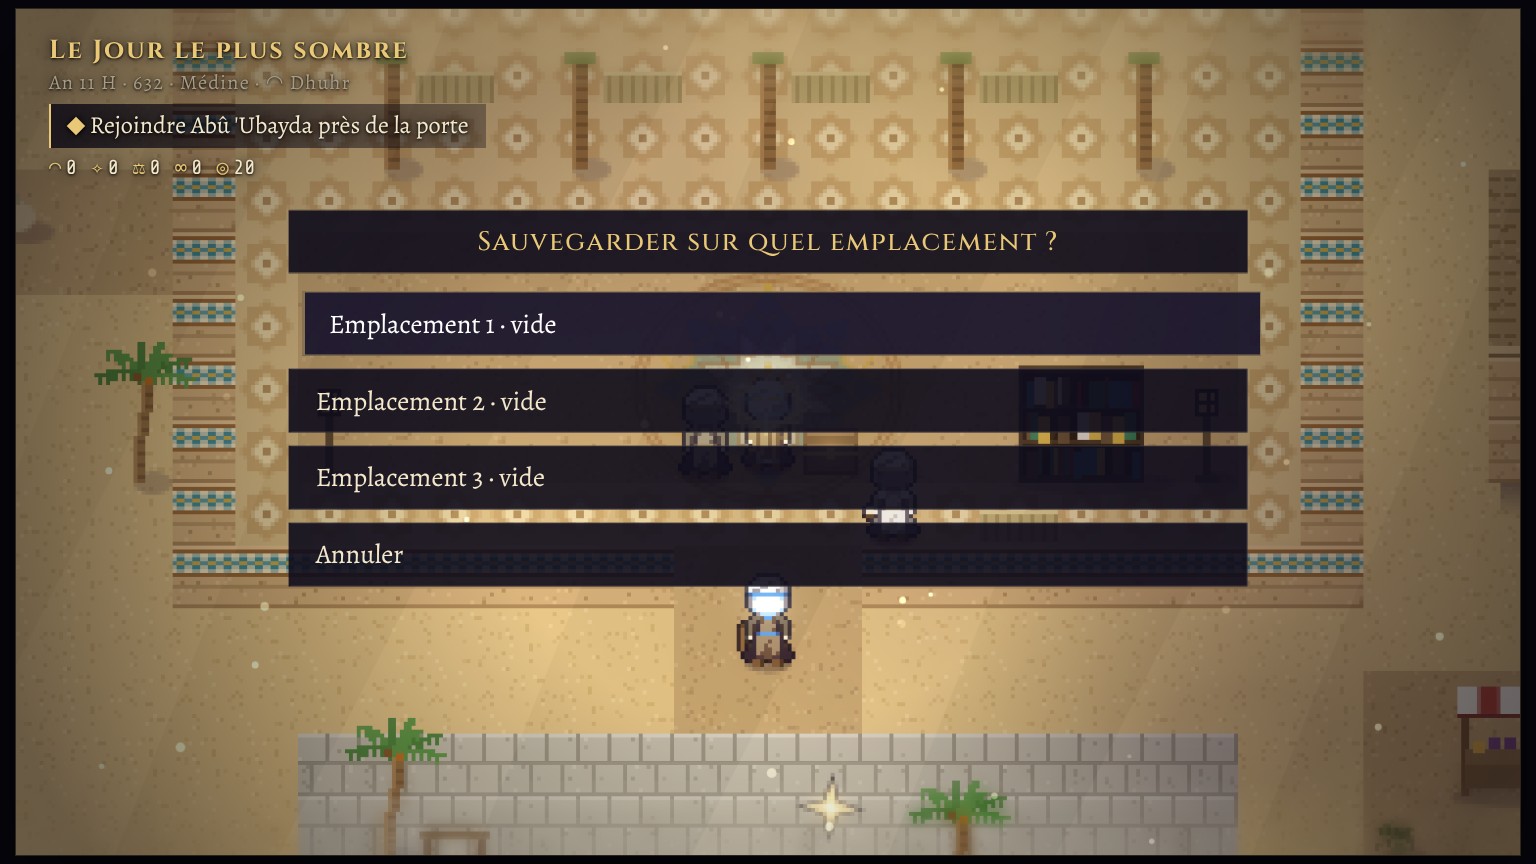 Le Jour le plus sombre
An 11 H · 632 · Médine · ◠ Dhuhr
◆ Rejoindre Abû 'Ubayda près de la porte
◠0 ✧0 ⚖0 ∞0 ◎20
Sauvegarder sur quel emplacement ?
Emplacement 1 · vide
Emplacement 2 · vide
Emplacement 3 · vide
Annuler